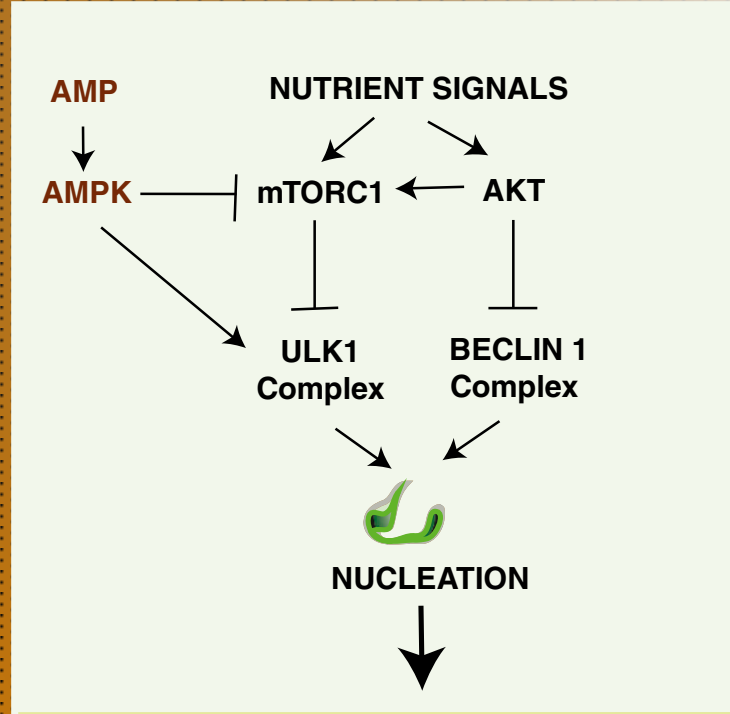 AMP
NUTRIENT SIGNALS
AMPK
mTORC1
AKT
ULK1
Complex
BECLIN 1
Complex
NUCLEATION